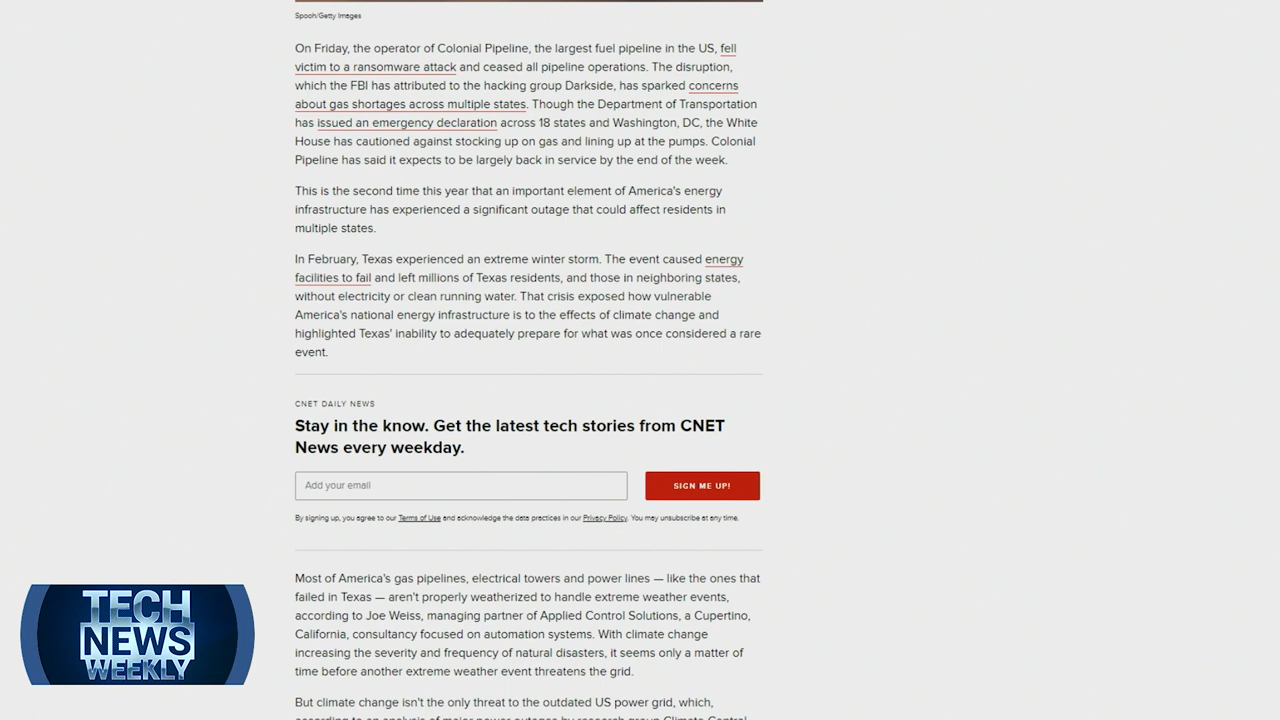 Spooh/Getty Images
On Friday, the operator of Colonial Pipeline, the largest fuel pipeline in the US, fell
victim to a ransomware attack and ceased all pipeline operations. The disruption,
which the FBI has attributed to the hacking group Darkside, has sparked concerns
about gas shortages across multiple states. Though the Department of Transportation
has issued an emergency declaration across 18 states and Washington, DC, the White
House has cautioned against stocking up on gas and lining up at the pumps. Colonial
Pipeline has said it expects to be largely back in service by the end of the week.
This is the second time this year that an important element of America's energy
infrastructure has experienced a significant outage that could affect residents in
multiple states.
In February, Texas experienced an extreme winter storm. The event caused energy
facilities to fail and left millions of Texas residents, and those in neighboring states,
without electricity or clean running water. That crisis exposed how vulnerable
America's national energy infrastructure is to the effects of climate change and
highlighted Texas' inability to adequately prepare for what was once considered a rare
event.
CNET DAILY NEWS
Stay in the know. Get the latest tech stories from CNET
News every weekday.
Add your email
SIGN ME UP!
By signing up, you agree to our Terms of Use and acknowledge the data practices in our Privacy Policy. You may unsubscribe at any time.
Most of America's gas pipelines, electrical towers and power lines — like the ones that
failed in Texas — aren't properly weatherized to handle extreme weather events,
according to Joe Weiss, managing partner of Applied Control Solutions, a Cupertino,
California, consultancy focused on automation systems. With climate change
increasing the severity and frequency of natural disasters, it seems only a matter of
time before another extreme weather event threatens the grid.
But climate change isn't the only threat to the outdated US power grid, which,
according to an analysis of major power outages by research group Climate Central
TECH
NEWS
WEEKLY